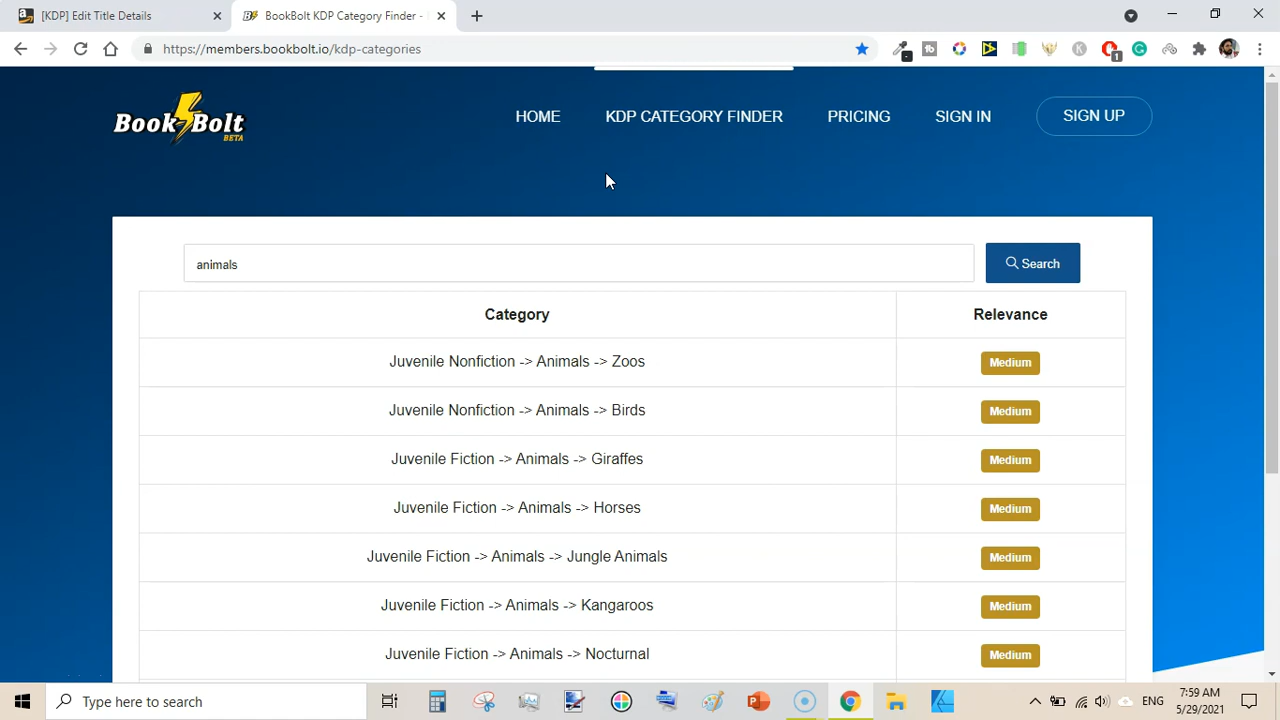 [KDP] Edit Title Details
BookBolt KDP Category Finder -
https://members.bookbolt.io/kdp-categories
Book Bolt
BETA
HOME
KDP CATEGORY FINDER
PRICING
SIGN IN
SIGN UP
animals
Search
Category
Relevance
Juvenile Nonfiction -> Animals -> Zoos
Medium
Juvenile Nonfiction -> Animals -> Birds
Medium
Juvenile Fiction -> Animals -> Giraffes
Medium
Juvenile Fiction -> Animals -> Horses
Medium
Juvenile Fiction -> Animals -> Jungle Animals
Medium
Juvenile Fiction -> Animals -> Kangaroos
Medium
Juvenile Fiction -> Animals -> Nocturnal
Medium
Type here to search
ENG
7:59 AM
5/29/2021